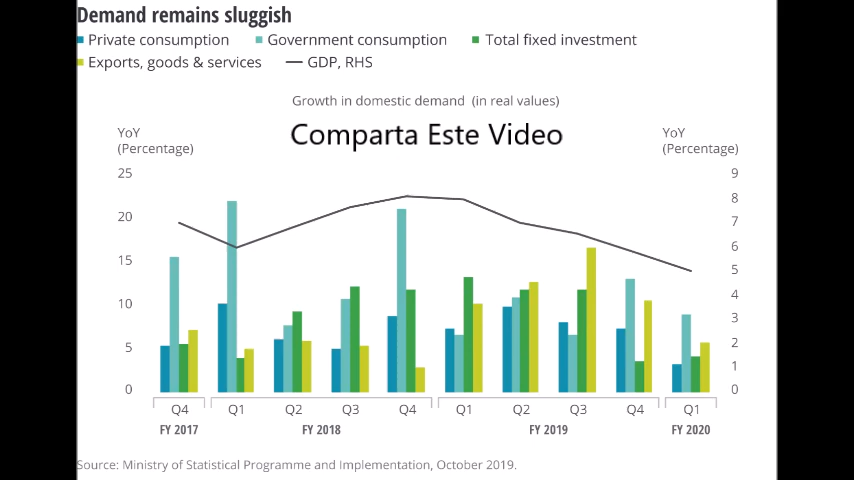 Demand remains sluggish
Private consumption Government consumption Total fixed investment
Exports, goods & services GDP, RHS
Growth in domestic demand (in real values)
Comparta Este Video
YoY
(Percentage)
YoY
(Percentage)
25
20
15
10
5
0
9
8
7
6
5
4
3
2
1
0
Q4 Q1 Q2 Q3 Q4 Q1 Q2 Q3 Q4 Q1
FY 2017 FY 2018 FY 2019 FY 2020
Source: Ministry of Statistical Programme and Implementation, October 2019.